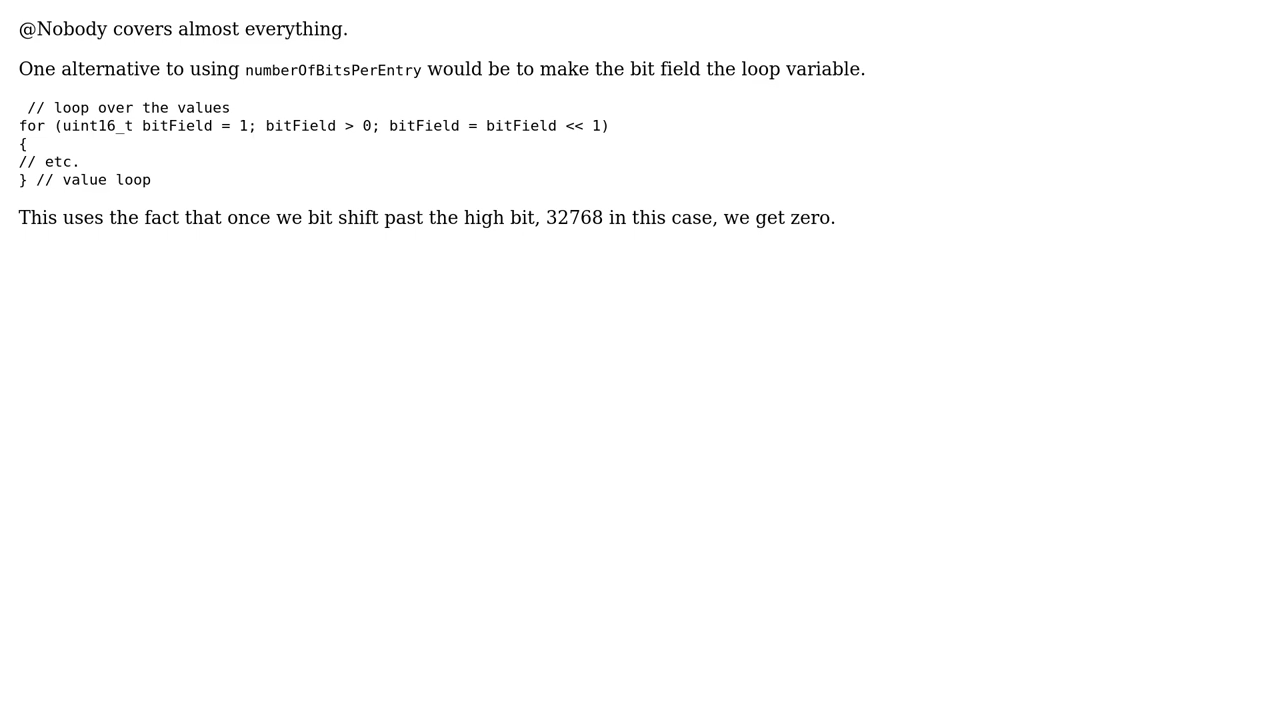 @Nobody covers almost everything.
One alternative to using numberOfBitsPerEntry would be to make the bit field the loop variable.
// loop over the values
for (uint16_t bitField = 1; bitField > 0; bitField = bitField << 1)
{
// etc.
} // value loop
This uses the fact that once we bit shift past the high bit, 32768 in this case, we get zero.